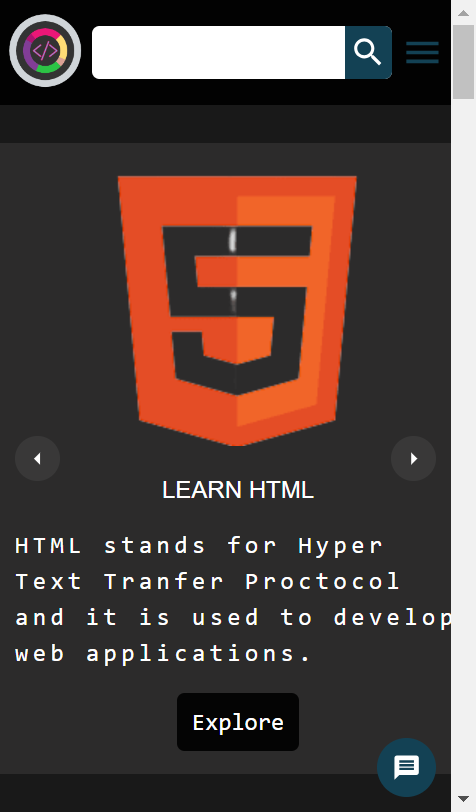 </>
LEARN HTML
HTML stands for Hyper
Text Tranfer Proctocol
and it is used to develop
web applications.
Explore